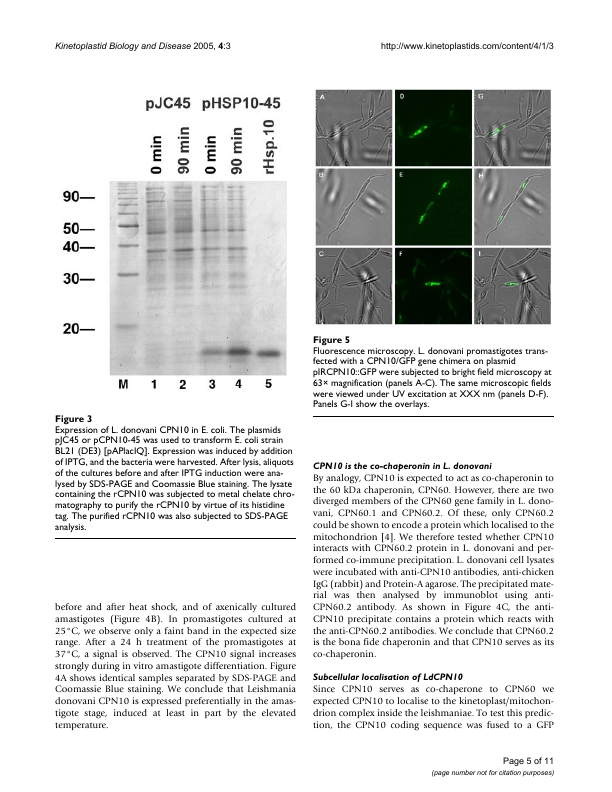 Kinetoplastid Biology and Disease 2005, 4:3
http://www.kinetoplastids.com/content/4/1/3
pJC45 pHSP10-45
0 min
90 min
0 min
90 min
rHsp.10
90—
50—
40—
30—
20—
M 1 2 3 4 5
Figure 3
Expression of L. donovani CPN10 in E. coli. The plasmids
pJC45 or pCPN10-45 was used to transform E. coli strain
BL21 (DE3) [pAPlacIQ]. Expression was induced by addition
of IPTG, and the bacteria were harvested. After lysis, aliquots
of the cultures before and after IPTG induction were ana-
lysed by SDS-PAGE and Coomassie Blue staining. The lysate
containing the rCPN10 was subjected to metal chelate chro-
matography to purify the rCPN10 by virtue of its histidine
tag. The purified rCPN10 was also subjected to SDS-PAGE
analysis.
before and after heat shock, and of axenically cultured
amastigotes (Figure 4B). In promastigotes cultured at
25°C, we observe only a faint band in the expected size
range. After a 24 h treatment of the promastigotes at
37°C, a signal is observed. The CPN10 signal increases
strongly during in vitro amastigote differentiation. Figure
4A shows identical samples separated by SDS-PAGE and
Coomassie Blue staining. We conclude that Leishmania
donovani CPN10 is expressed preferentially in the amas-
tigote stage, induced at least in part by the elevated
temperature.
A D G
B E H
C F I
Figure 5
Fluorescence microscopy. L. donovani promastigotes trans-
fected with a CPN10/GFP gene chimera on plasmid
pIRCPN10::GFP were subjected to bright field microscopy at
63× magnification (panels A-C). The same microscopic fields
were viewed under UV excitation at XXX nm (panels D-F).
Panels G-I show the overlays.
CPN10 is the co-chaperonin in L. donovani
By analogy, CPN10 is expected to act as co-chaperonin to
the 60 kDa chaperonin, CPN60. However, there are two
diverged members of the CPN60 gene family in L. dono-
vani, CPN60.1 and CPN60.2. Of these, only CPN60.2
could be shown to encode a protein which localised to the
mitochondrion [4]. We therefore tested whether CPN10
interacts with CPN60.2 protein in L. donovani and per-
formed co-immune precipitation. L. donovani cell lysates
were incubated with anti-CPN10 antibodies, anti-chicken
IgG (rabbit) and Protein-A agarose. The precipitated mate-
rial was then analysed by immunoblot using anti-
CPN60.2 antibody. As shown in Figure 4C, the anti-
CPN10 precipitate contains a protein which reacts with
the anti-CPN60.2 antibodies. We conclude that CPN60.2
is the bona fide chaperonin and that CPN10 serves as its
co-chaperonin.
Subcellular localisation of LdCPN10
Since CPN10 serves as co-chaperone to CPN60 we
expected CPN10 to localise to the kinetoplast/mitochon-
drion complex inside the leishmaniae. To test this predic-
tion, the CPN10 coding sequence was fused to a GFP
Page 5 of 11
(page number not for citation purposes)